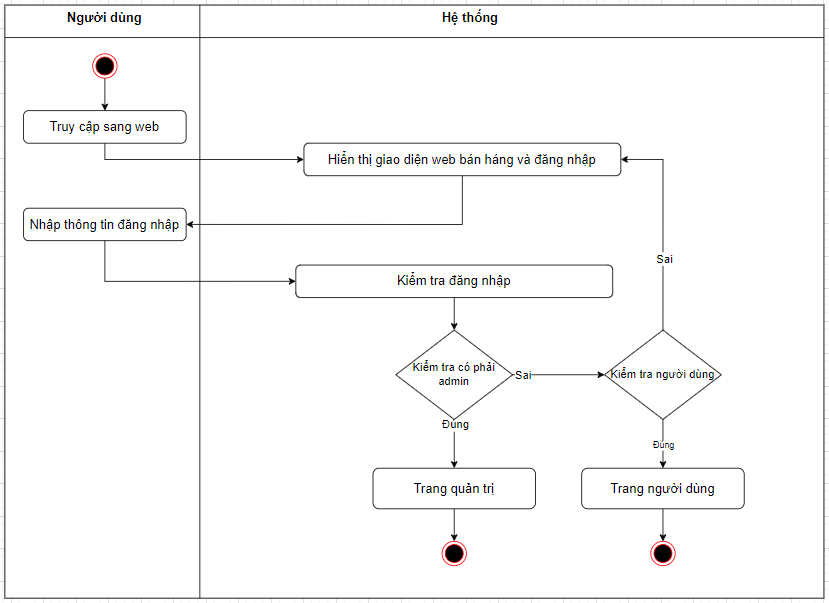 Người dùng
Hệ thống
Truy cập sang web
Hiển thị giao diện web bán háng và đăng nhập
Nhập thông tin đăng nhập
Sai
Kiểm tra đăng nhập
Kiểm tra có phải
admin
Sai
Kiểm tra người dùng
Đúng
Đúng
Trang quản trị
Trang người dùng